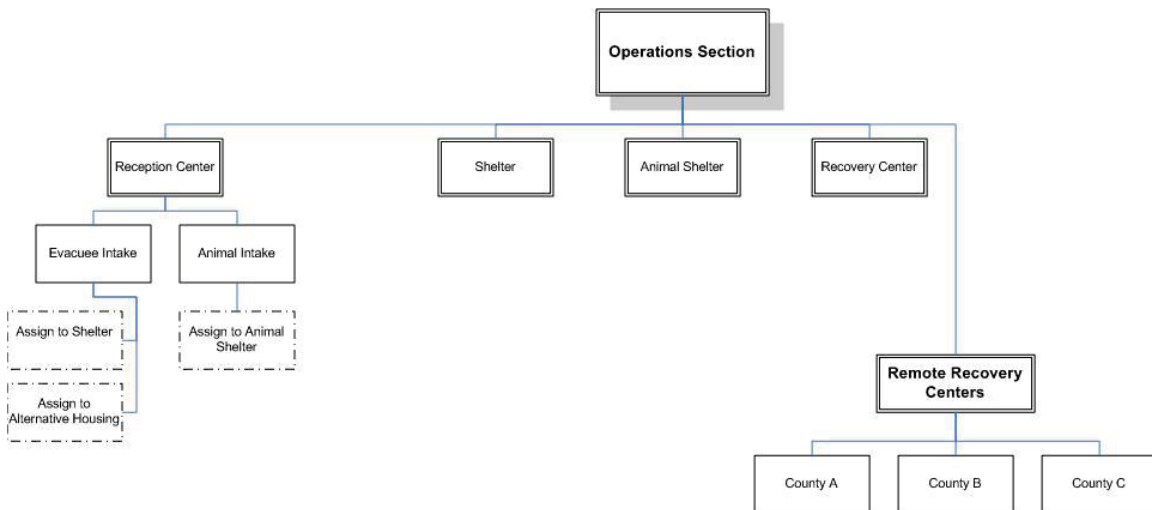 Operations Section
Reception Center
Shelter
Animal Shelter
Recovery Center
Evacuee Intake
Animal Intake
Assign to Shelter
Assign to Animal
Shelter
Assign to
Alternative Housing
Remote Recovery
Centers
County A
County B
County C